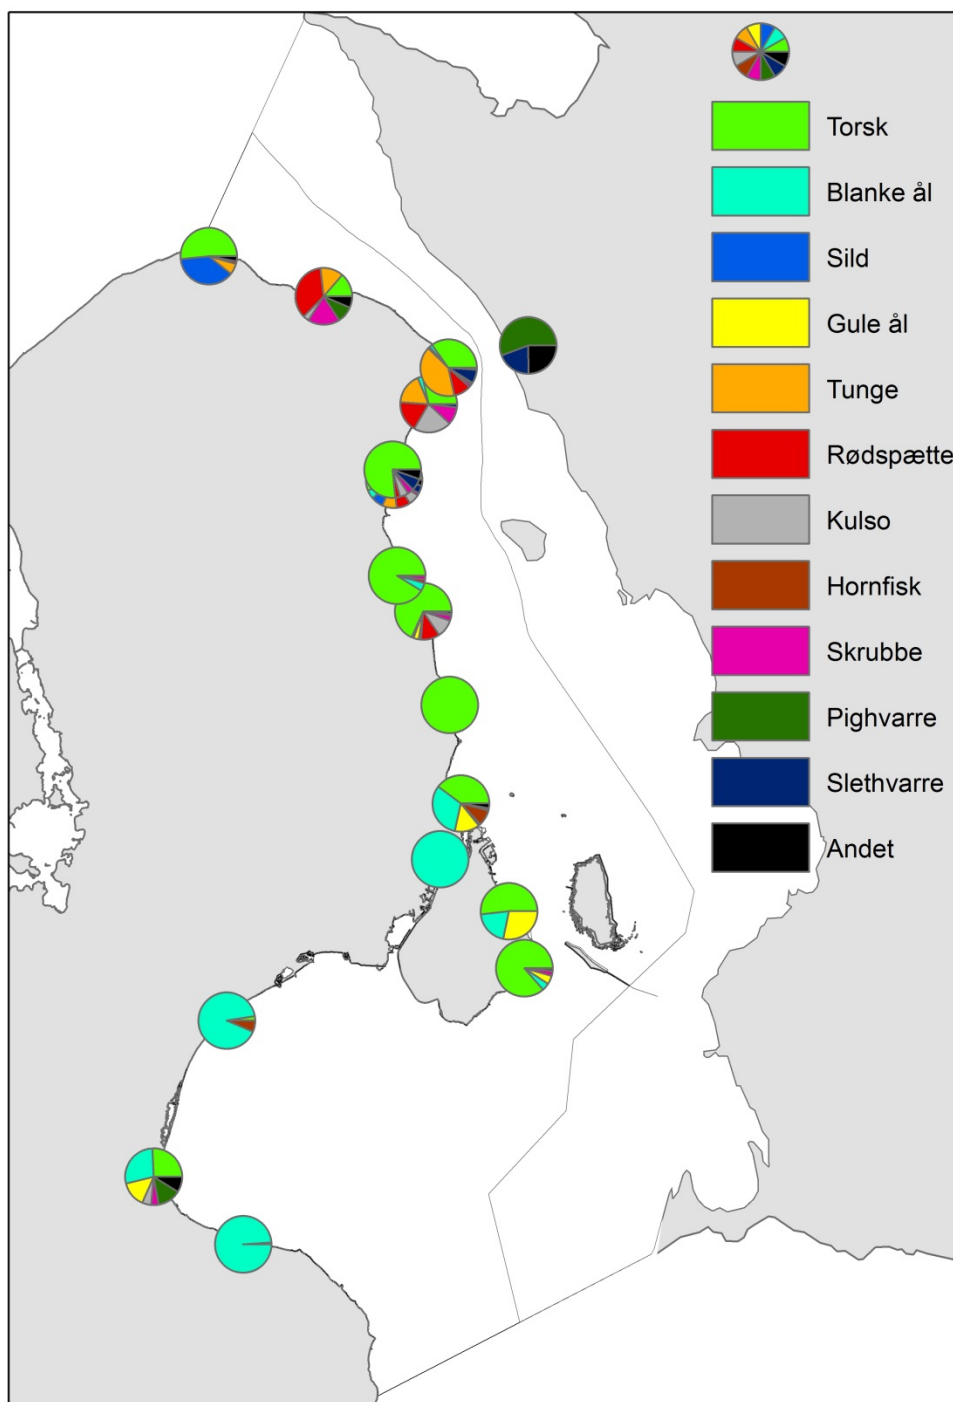 Torsk
Blanke ål
Sild
Gule ål
Tunge
Rødspætte
Kulso
Hornfisk
Skrubbe
Pighvarre
Slethvarre
Andet